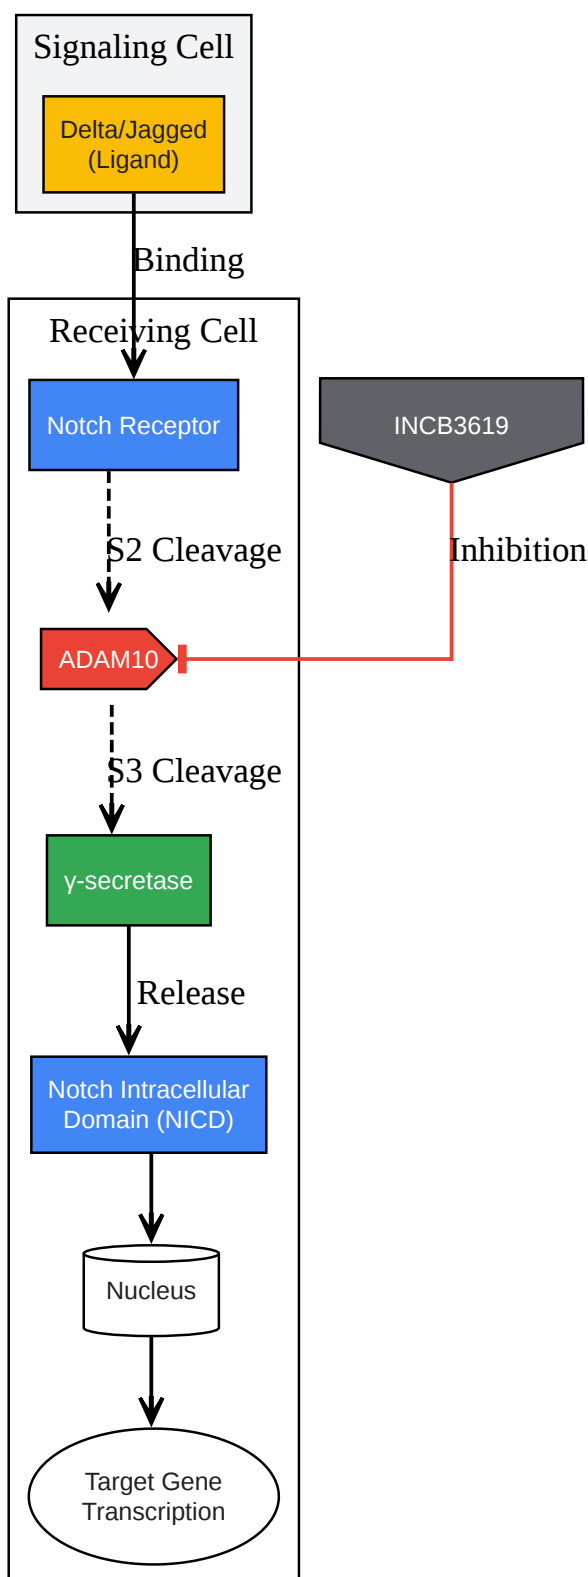 Signaling Cell
Delta/Jagged
(Ligand)
Binding
Receiving Cell
Notch Receptor
INCB3619
S2 Cleavage
Inhibition
ADAM10
S3 Cleavage
γ-secretase
Release
Notch Intracellular
Domain (NICD)
Nucleus
Target Gene
Transcription